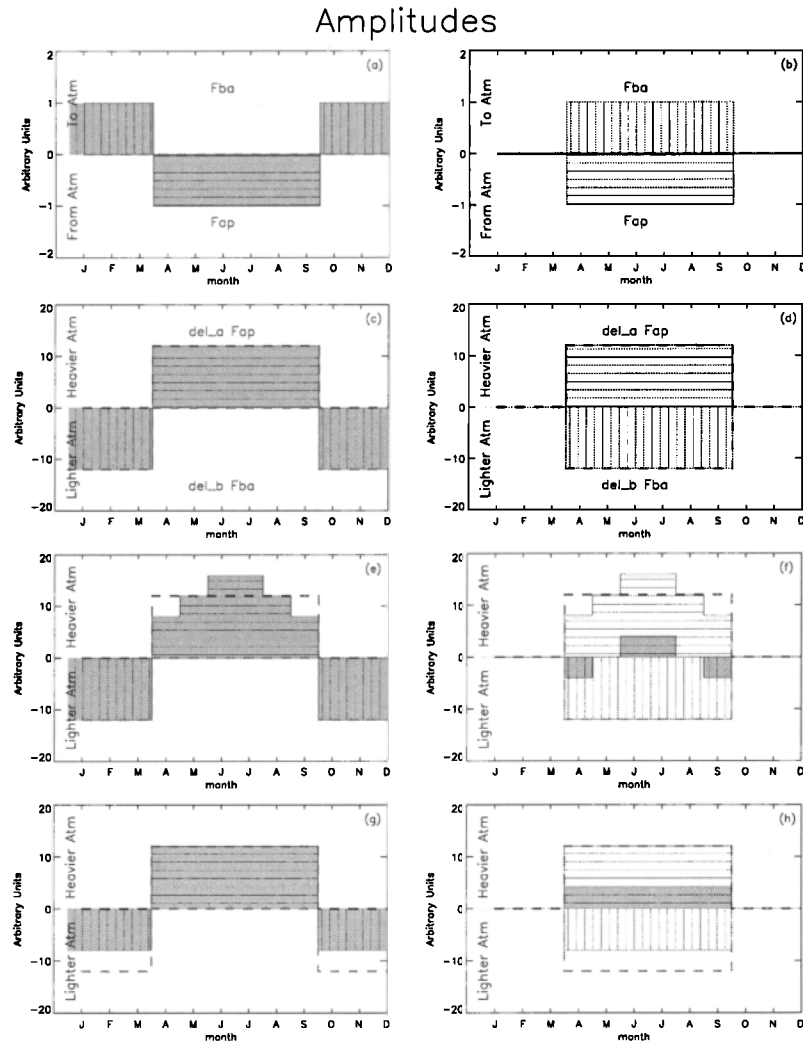 Amplitudes
2
1
0
-1
-2
Arbitrary Units
From Atm To Atm
(a)
Fba
Fap
J F M A M J J A S O N D
month
2
1
0
-1
-2
Arbitrary Units
From Atm To Atm
(b)
Fba
Fap
J F M A M J J A S O N D
month
20
10
0
-10
-20
Arbitrary Units
Lighter Atm Heavier Atm
(c)
del_a Fap
del_b Fba
J F M A M J J A S O N D
month
20
10
0
-10
-20
Arbitrary Units
Lighter Atm Heavier Atm
(d)
del_a Fap
del_b Fba
J F M A M J J A S O N D
month
20
10
0
-10
-20
Arbitrary Units
Lighter Atm Heavier Atm
(e)
J F M A M J J A S O N D
month
20
10
0
-10
-20
Arbitrary Units
Lighter Atm Heavier Atm
(f)
J F M A M J J A S O N D
month
20
10
0
-10
-20
Arbitrary Units
Lighter Atm Heavier Atm
(g)
J F M A M J J A S O N D
month
20
10
0
-10
-20
Arbitrary Units
Lighter Atm Heavier Atm
(h)
J F M A M J J A S O N D
month